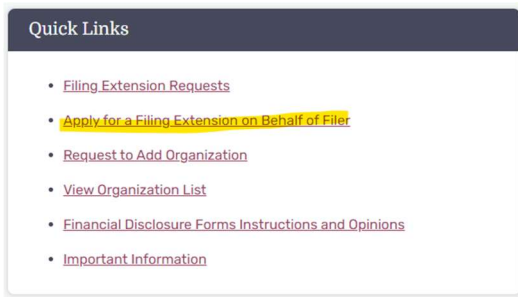 Quick Links
Filing Extension Requests
Apply for a Filing Extension on Behalf of Filer
Request to Add Organization
View Organization List
Financial Disclosure Forms Instructions and Opinions
Important Information